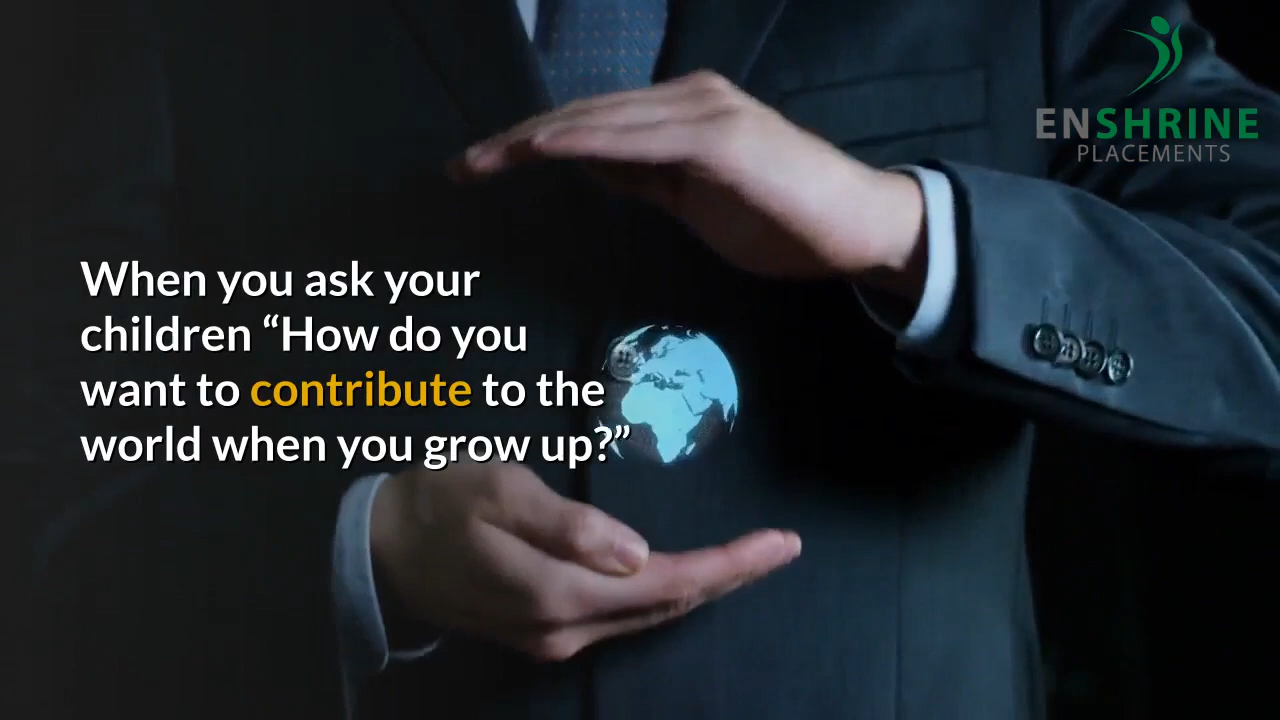 ENSHRINE
PLACEMENTS
When you ask your
children “How do you
want to contribute to the
world when you grow up?”